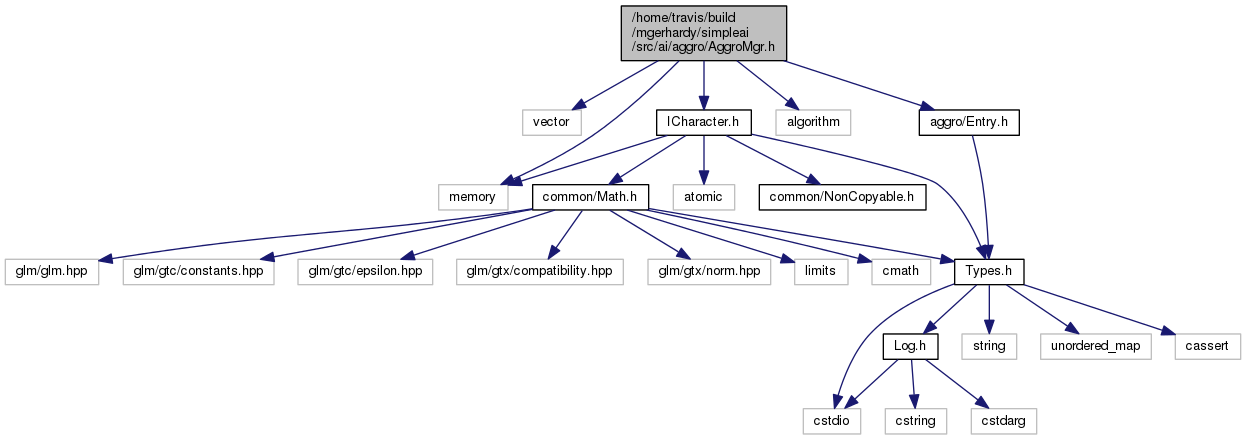 /home/travis/build
/mgerhardy/simpleai
/src/ai/aggro/AggroMgr.h
vector
ICharacter.h
algorithm
aggro/Entry.h
memory
common/Math.h
atomic
common/NonCopyable.h
glm/glm.hpp
glm/gtc/constants.hpp
glm/gtc/epsilon.hpp
glm/gtx/compatibility.hpp
glm/gtx/norm.hpp
limits
cmath
Types.h
Log.h
string
unordered_map
cassert
cstdio
cstring
cstdarg